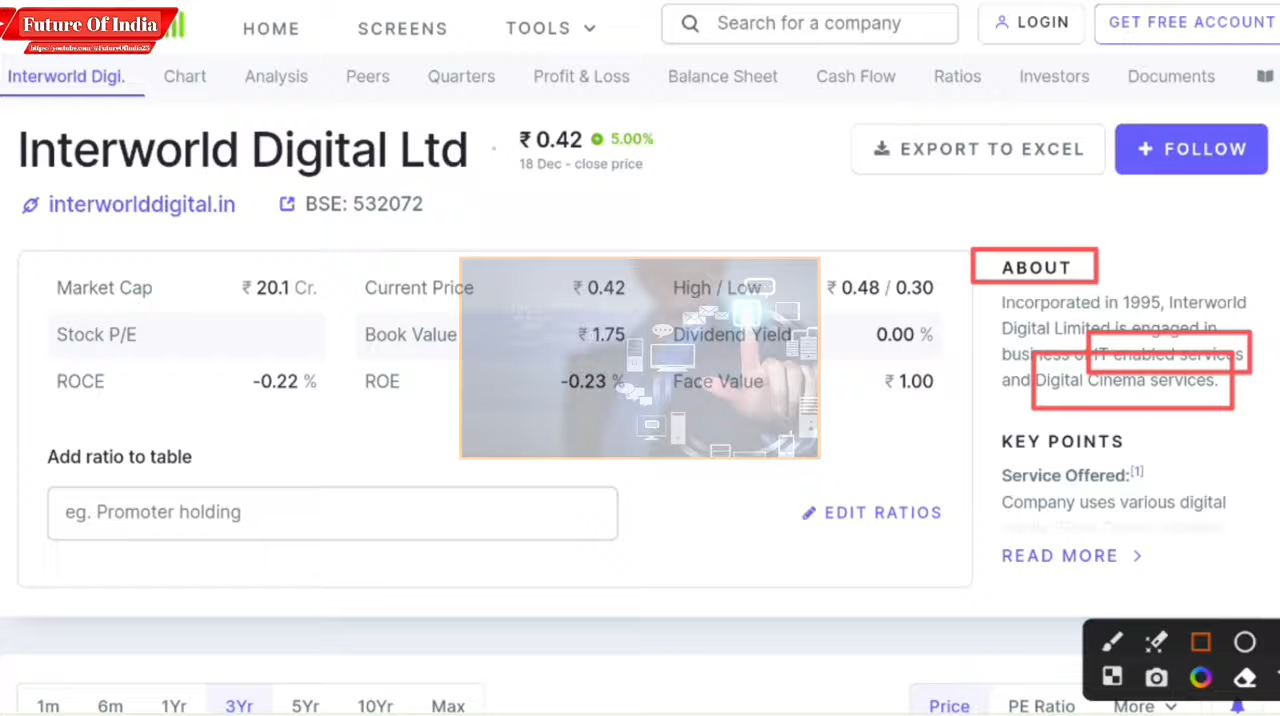 Future Of India
https://youtube.com/@FutureOfIndia25
HOME
SCREENS
TOOLS
Search for a company
LOGIN
GET FREE ACCOUNT
Interworld Digi.
Chart
Analysis
Peers
Quarters
Profit & Loss
Balance Sheet
Cash Flow
Ratios
Investors
Documents
Interworld Digital Ltd
₹ 0.42 5.00%
18 Dec - close price
EXPORT TO EXCEL
+ FOLLOW
interworlddigital.in
BSE: 532072
Market Cap ₹ 20.1 Cr.
Current Price ₹ 0.42
High / Low ₹ 0.48 / 0.30
Stock P/E
Book Value ₹ 1.75
Dividend Yield 0.00 %
ROCE -0.22 %
ROE -0.23 %
Face Value ₹ 1.00
Add ratio to table
eg. Promoter holding
EDIT RATIOS
ABOUT
Incorporated in 1995, Interworld
Digital Limited is engaged in
business of IT enabled services
and Digital Cinema services.
KEY POINTS
Service Offered:[1]
Company uses various digital
READ MORE
1m
6m
1Yr
3Yr
5Yr
10Yr
Max
Price
PE Ratio
More